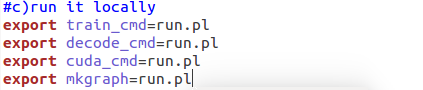 #c)run it locally
export train_cmd=run.pl
export decode_cmd=run.pl
export cuda_cmd=run.pl
export mkgraph=run.pl